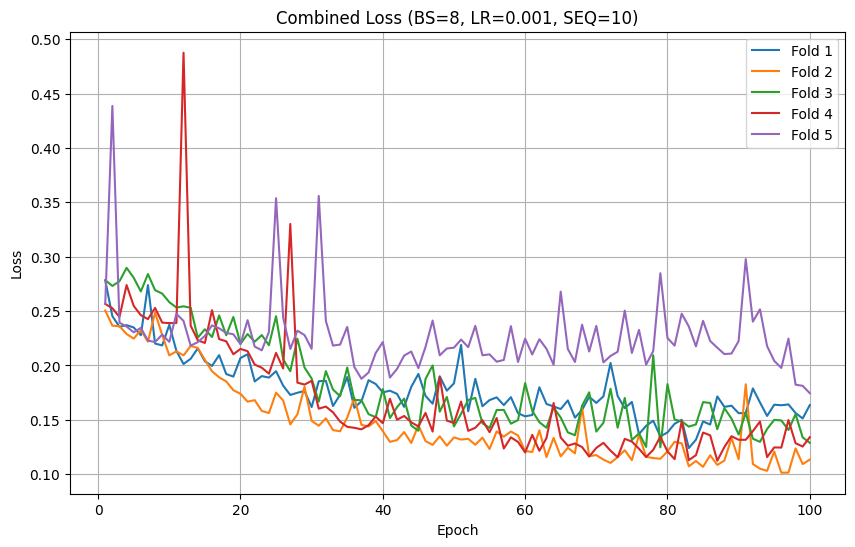 Combined Loss (BS=8, LR=0.001, SEQ=10)
0.50
0.45
0.40
0.35
0.30
0.25
0.20
0.15
0.10
Loss
Fold 1
Fold 2
Fold 3
Fold 4
Fold 5
0 20 40 60 80 100
Epoch